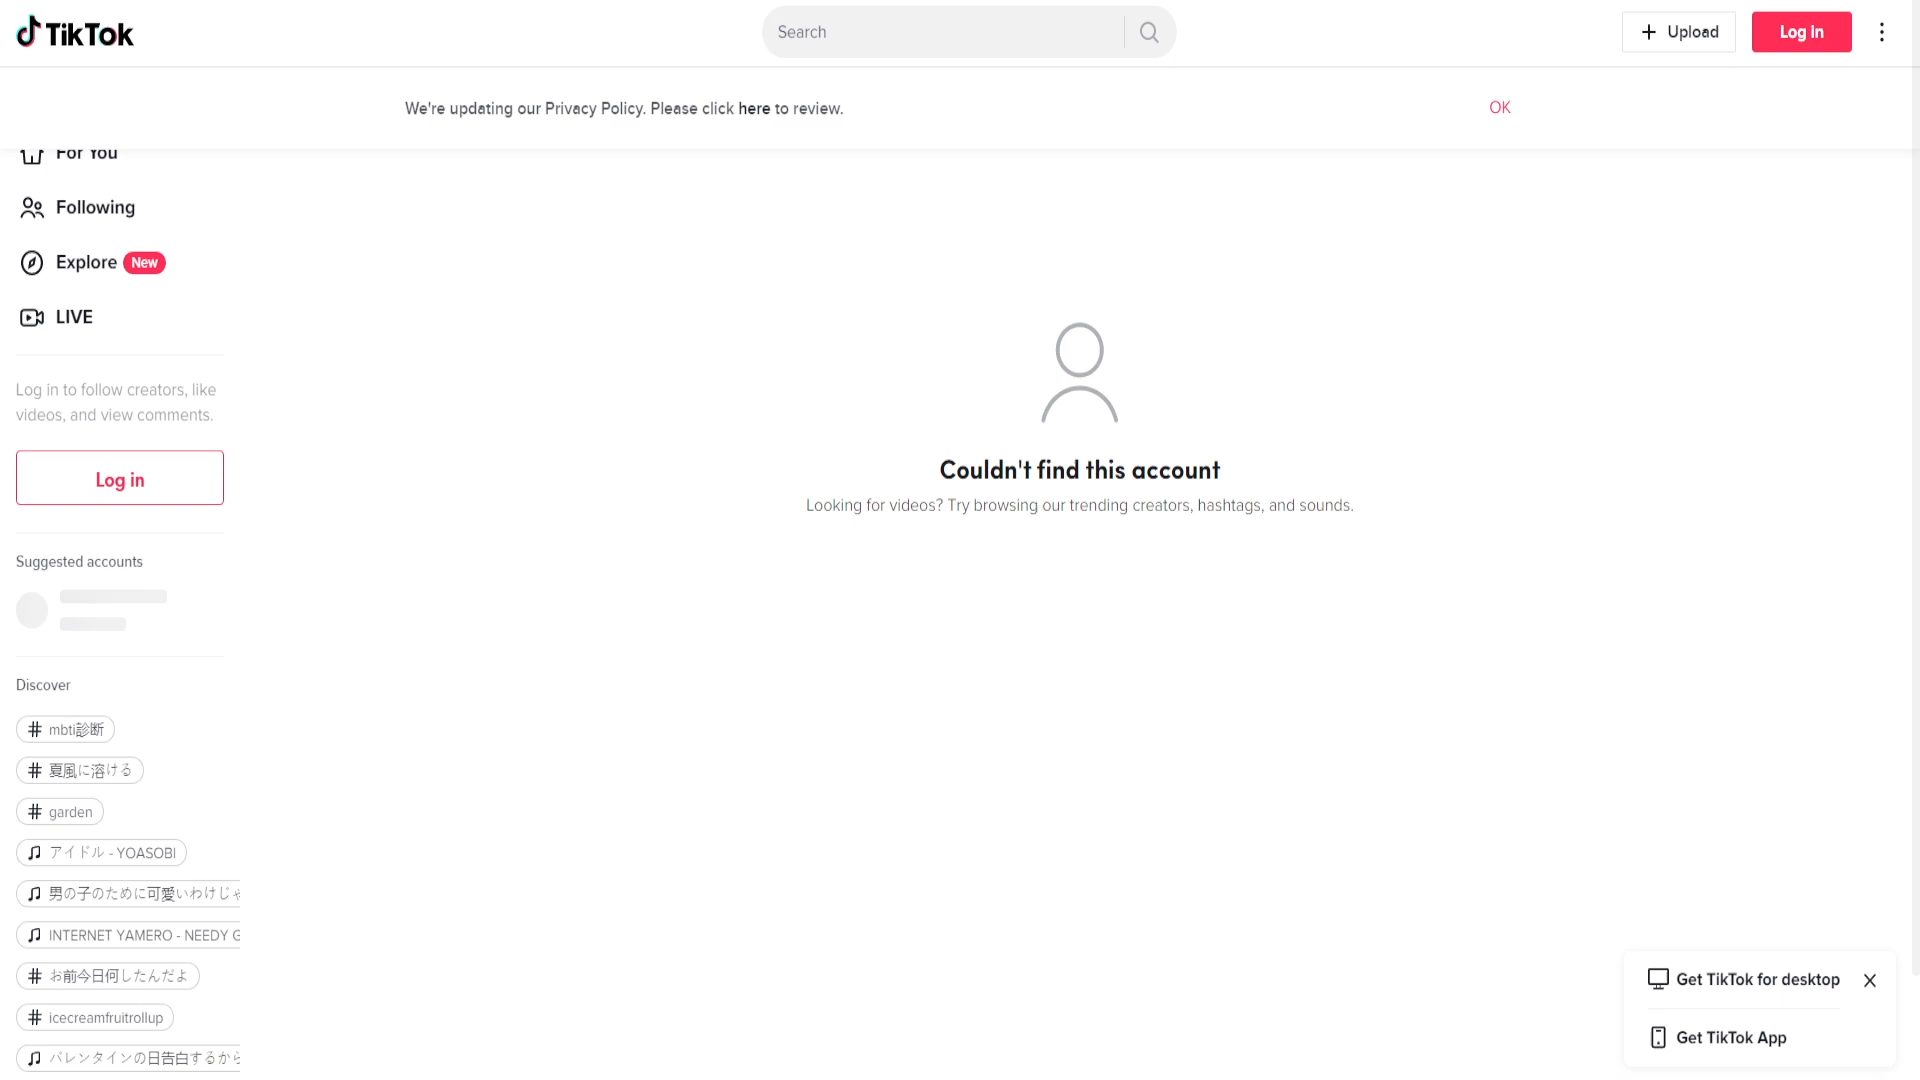 TikTok
Search
Upload
Log in
We're updating our Privacy Policy. Please click here to review.
OK
For You
Following
Explore New
LIVE
Log in to follow creators, like
videos, and view comments.
Log in
Suggested accounts
Discover
# mbti診断
# 夏風に溶ける
# garden
アイドル - YOASOBI
男の子のために可愛いわけじゃ
INTERNET YAMERO - NEEDY G
# お前今日何したんだよ
# icecreamfruitrollup
バレンタインの日告白するから
Couldn't find this account
Looking for videos? Try browsing our trending creators, hashtags, and sounds.
Get TikTok for desktop
Get TikTok App